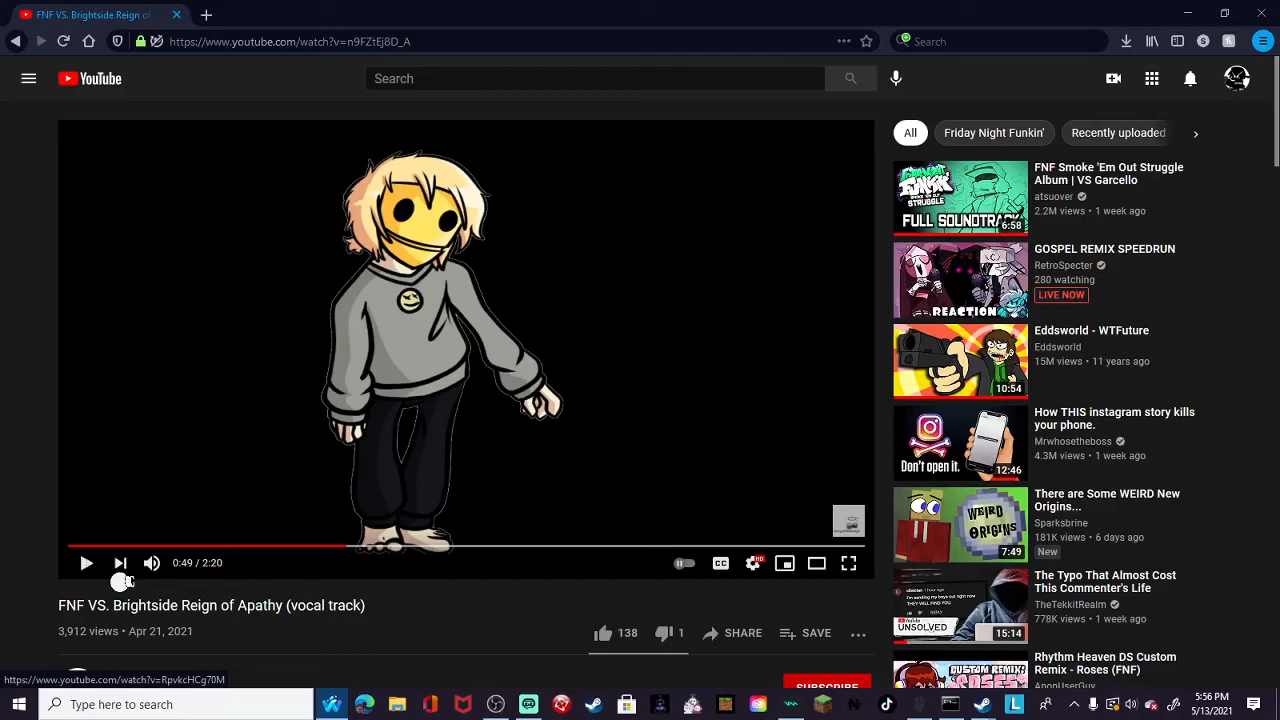 FNF VS. Brightside Reign of
https://www.youtube.com/watch?v=n9FZtEj8D_A
Search
YouTube
Search
All
Friday Night Funkin'
Recently uploaded
FULL SOUNDTRACK
6:58
FNF Smoke 'Em Out Struggle
Album | VS Garcello
atsuover
2.2M views • 1 week ago
REACTION
GOSPEL REMIX SPEEDRUN
RetroSpecter
280 watching
LIVE NOW
10:54
Eddsworld - WTFuture
Eddsworld
15M views • 11 years ago
Don't open it.
12:46
How THIS instagram story kills
your phone.
Mrwhosetheboss
4.3M views • 1 week ago
WEIRD
ORIGINS
7:49
There are Some WEIRD New
Origins...
Sparksbrine
181K views • 6 days ago
New
UNSOLVED
15:14
The Typo That Almost Cost
This Commenter's Life
TheTekkitRealm
778K views • 1 week ago
CUSTOM REMIX
Rhythm Heaven DS Custom
Remix - Roses (FNF)
AnonUserGuy
0:49 / 2:20
CC
HD
FNF VS. Brightside Reign of Apathy (vocal track)
3,912 views • Apr 21, 2021
138
1
SHARE
SAVE
SUBSCRIBE
https://www.youtube.com/watch?v=RpvkcHCg70M
Type here to search
5:56 PM
5/13/2021